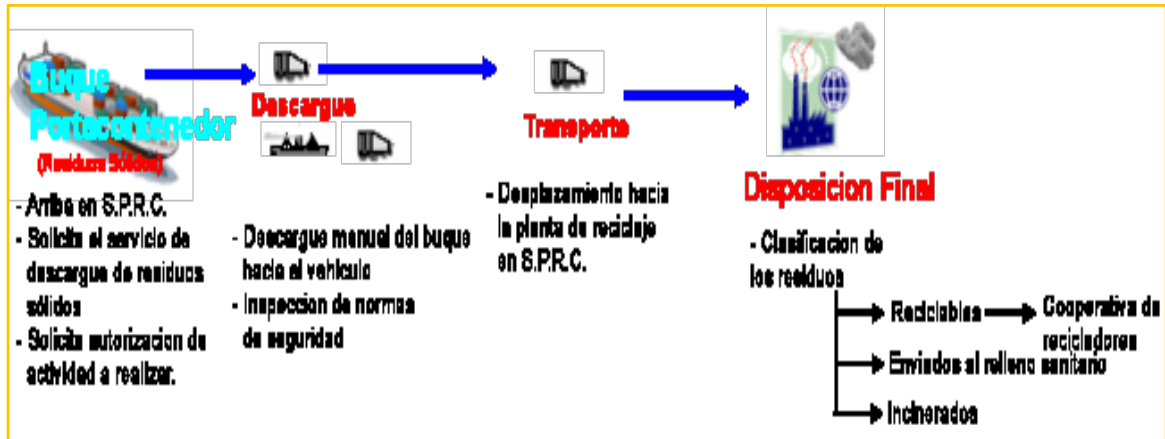 Buque
Portacontenedor
(Residuos Sólidos)
- Arriba en S.P.R.C.
- Solicita el servicio de
descargue de residuos
sólidos
- Solicita autorizacion de
actividad a realizar.
Descargue
- Descargue manual del buque
hacia el vehículo
- Inspeccion de normas
de seguridad
Transporte
- Desplazamiento hacia
la planta de reciclaje
en S.P.R.C.
Disposicion Final
- Clasificacion de
los residuos
Reciclables
Cooperativa de
recicladores
Enviados al relleno sanitario
Incinerados